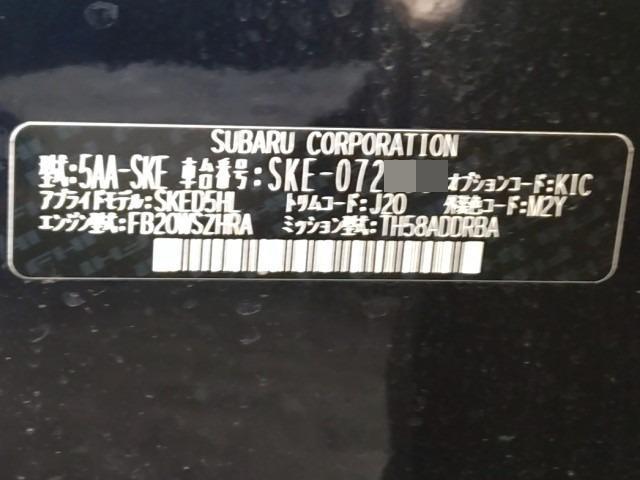 SUBARU CORPORATION
型式:5AA-SKE 車台番号:SKE-072 オプションコード:KIC
アプライドモデル:SKED5HL トリムコード:J20 外装色コード:M2Y
エンジン型式:FB20WSZHRA ミッション型式:TH58ADDRBA